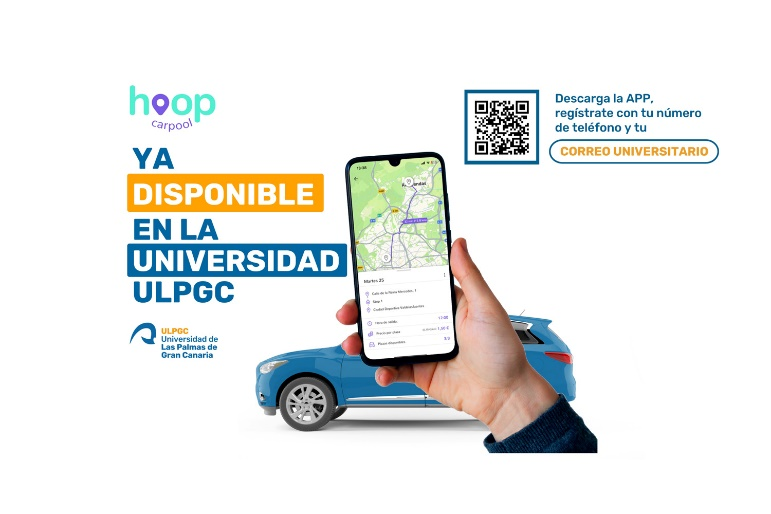 hoop
carpool
YA
DISPONIBLE
EN LA
UNIVERSIDAD
ULPGC
ULPGC
Universidad de
Las Palmas de
Gran Canaria
Descarga la APP,
regístrate con tu número
de teléfono y tu
CORREO UNIVERSITARIO
Martes 25